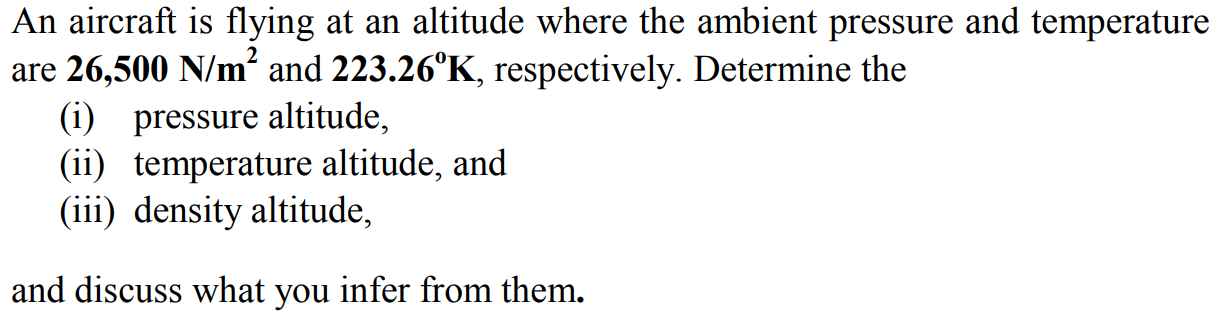 An aircraft is flying at an altitude where the ambient pressure and temperature
are 26,500 N/m² and 223.26°K, respectively. Determine the
(i) pressure altitude,
(ii) temperature altitude, and
(iii) density altitude,
and discuss what you infer from them.